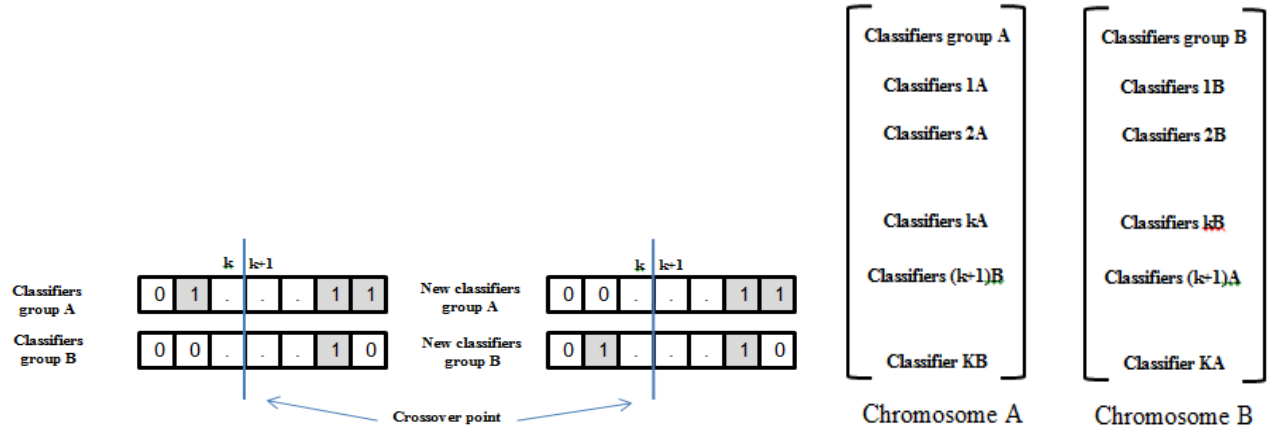 k k+1
Classifiers
group A
0 1 . . . 1 1
Classifiers
group B
0 0 . . . 1 0
k k+1
New classifiers
group A
0 0 . . . 1 1
New classifiers
group B
0 1 . . . 1 0
Crossover point
Classifiers group A
Classifiers 1A
Classifiers 2A
Classifiers kA
Classifiers (k+1)B
Classifier KB
Chromosome A
Classifiers group B
Classifiers 1B
Classifiers 2B
Classifiers kB
Classifiers (k+1)A
Classifier KA
Chromosome B